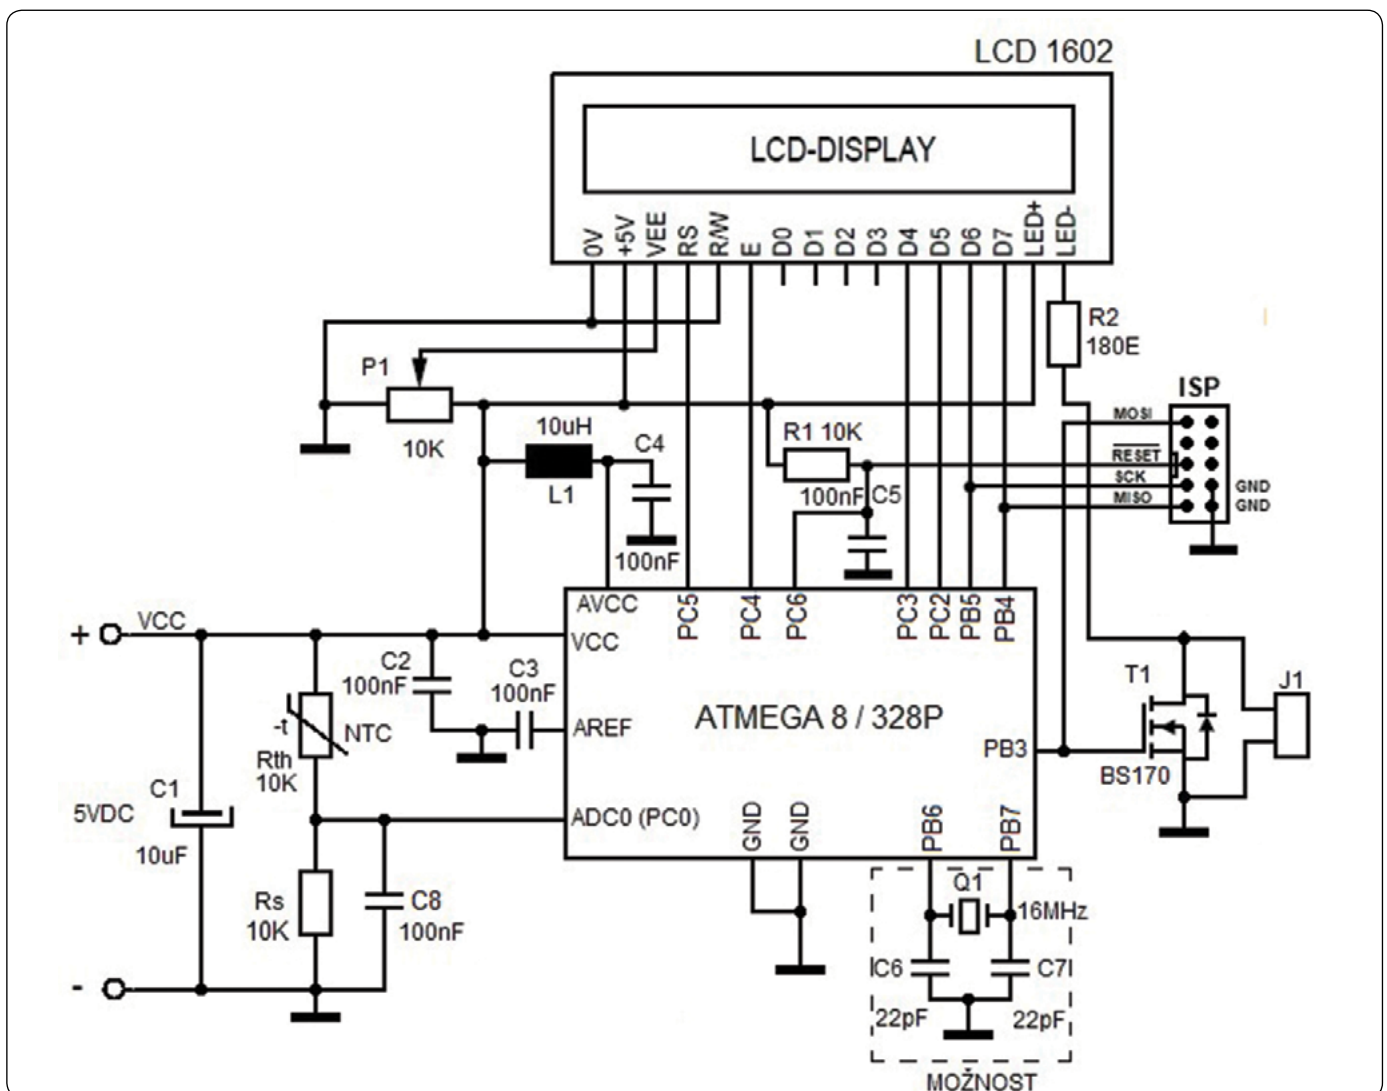 LCD 1602
LCD-DISPLAY
0V
+5V
VEE
RS
R/W
E
D0
D1
D2
D3
D4
D5
D6
D7
LED+
LED-
R2
180E
P1
10K
ISP
MOSI
RESET
SCK
MISO
GND
GND
10uH
L1
C4
100nF
R1 10K
100nF
C5
AVCC
PC5
PC4
PC6
PC3
PC2
PB5
PB4
+
VCC
VCC
C2
100nF
C3
100nF
AREF
ATMEGA 8 / 328P
PB3
T1
BS170
J1
-t
NTC
Rth
10K
5VDC
C1
10uF
ADC0 (PC0)
GND
GND
PB6
PB7
Rs
10K
C8
100nF
Q1
16MHz
C6
C7
22pF
22pF
-
MOŽNOST